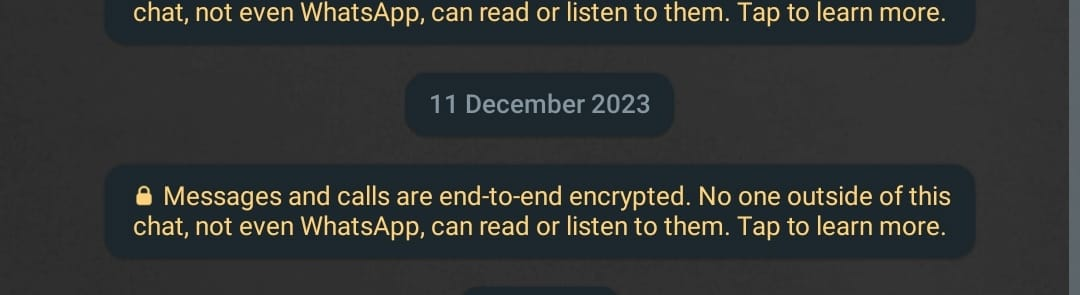 chat, not even WhatsApp, can read or listen to them. Tap to learn more.
11 December 2023
🔒 Messages and calls are end-to-end encrypted. No one outside of this
chat, not even WhatsApp, can read or listen to them. Tap to learn more.